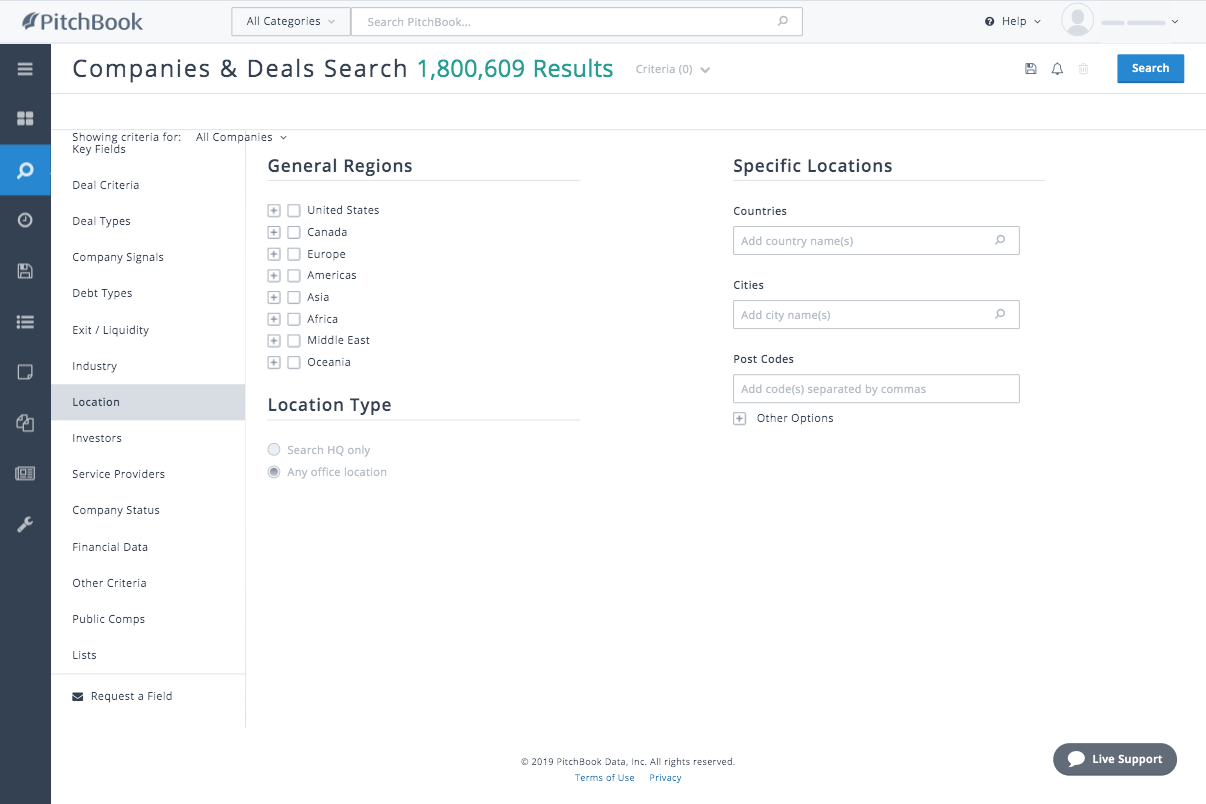 PitchBook
All Categories
Search PitchBook...
Help
Companies & Deals Search 1,800,609 Results
Criteria (0)
Search
Showing criteria for: All Companies
Key Fields
Deal Criteria
Deal Types
Company Signals
Debt Types
Exit / Liquidity
Industry
Location
Investors
Service Providers
Company Status
Financial Data
Other Criteria
Public Comps
Lists
Request a Field
General Regions
United States
Canada
Europe
Americas
Asia
Africa
Middle East
Oceania
Location Type
Search HQ only
Any office location
Specific Locations
Countries
Add country name(s)
Cities
Add city name(s)
Post Codes
Add code(s) separated by commas
Other Options
© 2019 PitchBook Data, Inc. All rights reserved.
Terms of Use Privacy
Live Support